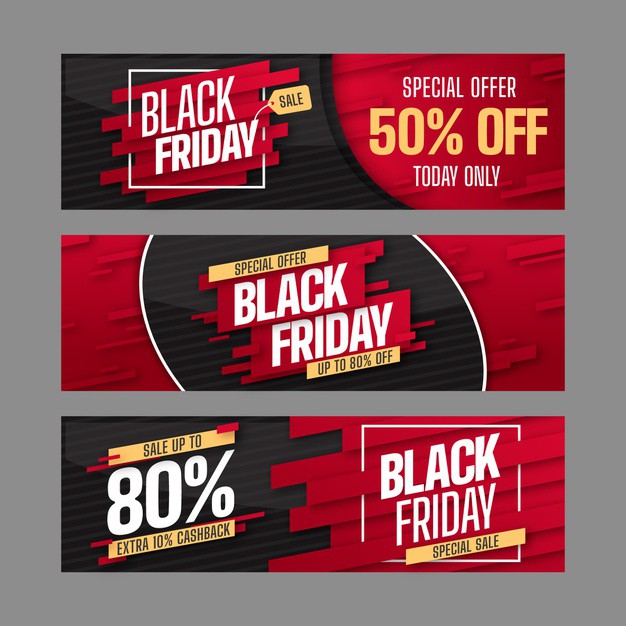 BLACK
FRIDAY
SALE
SPECIAL OFFER
50% OFF
TODAY ONLY
SPECIAL OFFER
BLACK
FRIDAY
UP TO 80% OFF
SALE UP TO
80%
EXTRA 10% CASHBACK
BLACK
FRIDAY
SPECIAL SALE